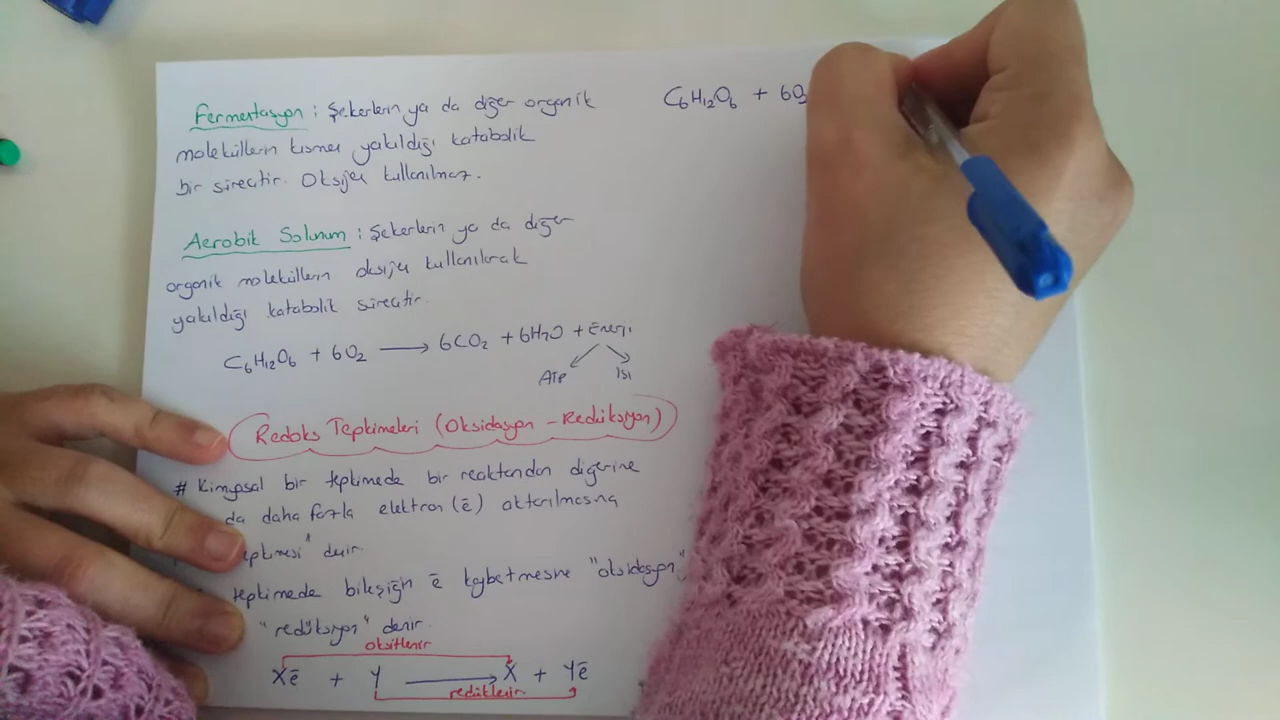 Fermentasyon : Şekerlerin ya da diğer organik
moleküllerin kısmen yakıldığı katabolik
bir süreçtir. Oksijen kullanılmaz.
Aerobik Solunum : Şekerlerin ya da diğer
organik moleküllerin oksijen kullanılarak
yakıldığı katabolik süreçtir.
C₆H₁₂O₆ + 6O₂ → 6CO₂ + 6H₂O + Enerji
ATP Isı
Redoks Tepkimeleri (Oksidasyon - Redüksiyon)
# Kimyasal bir tepkimede bir reaktandan diğerine
da daha fazla elektron (ē) aktarılmasına
tepkimesi" denir.
tepkimede bileşiğin ē kaybetmesine "oksidasyon",
"redüksiyon" denir.
oksitlenir
Xē + Y → X + Yē
redüklenir
C₆H₁₂O₆ + 6O₂